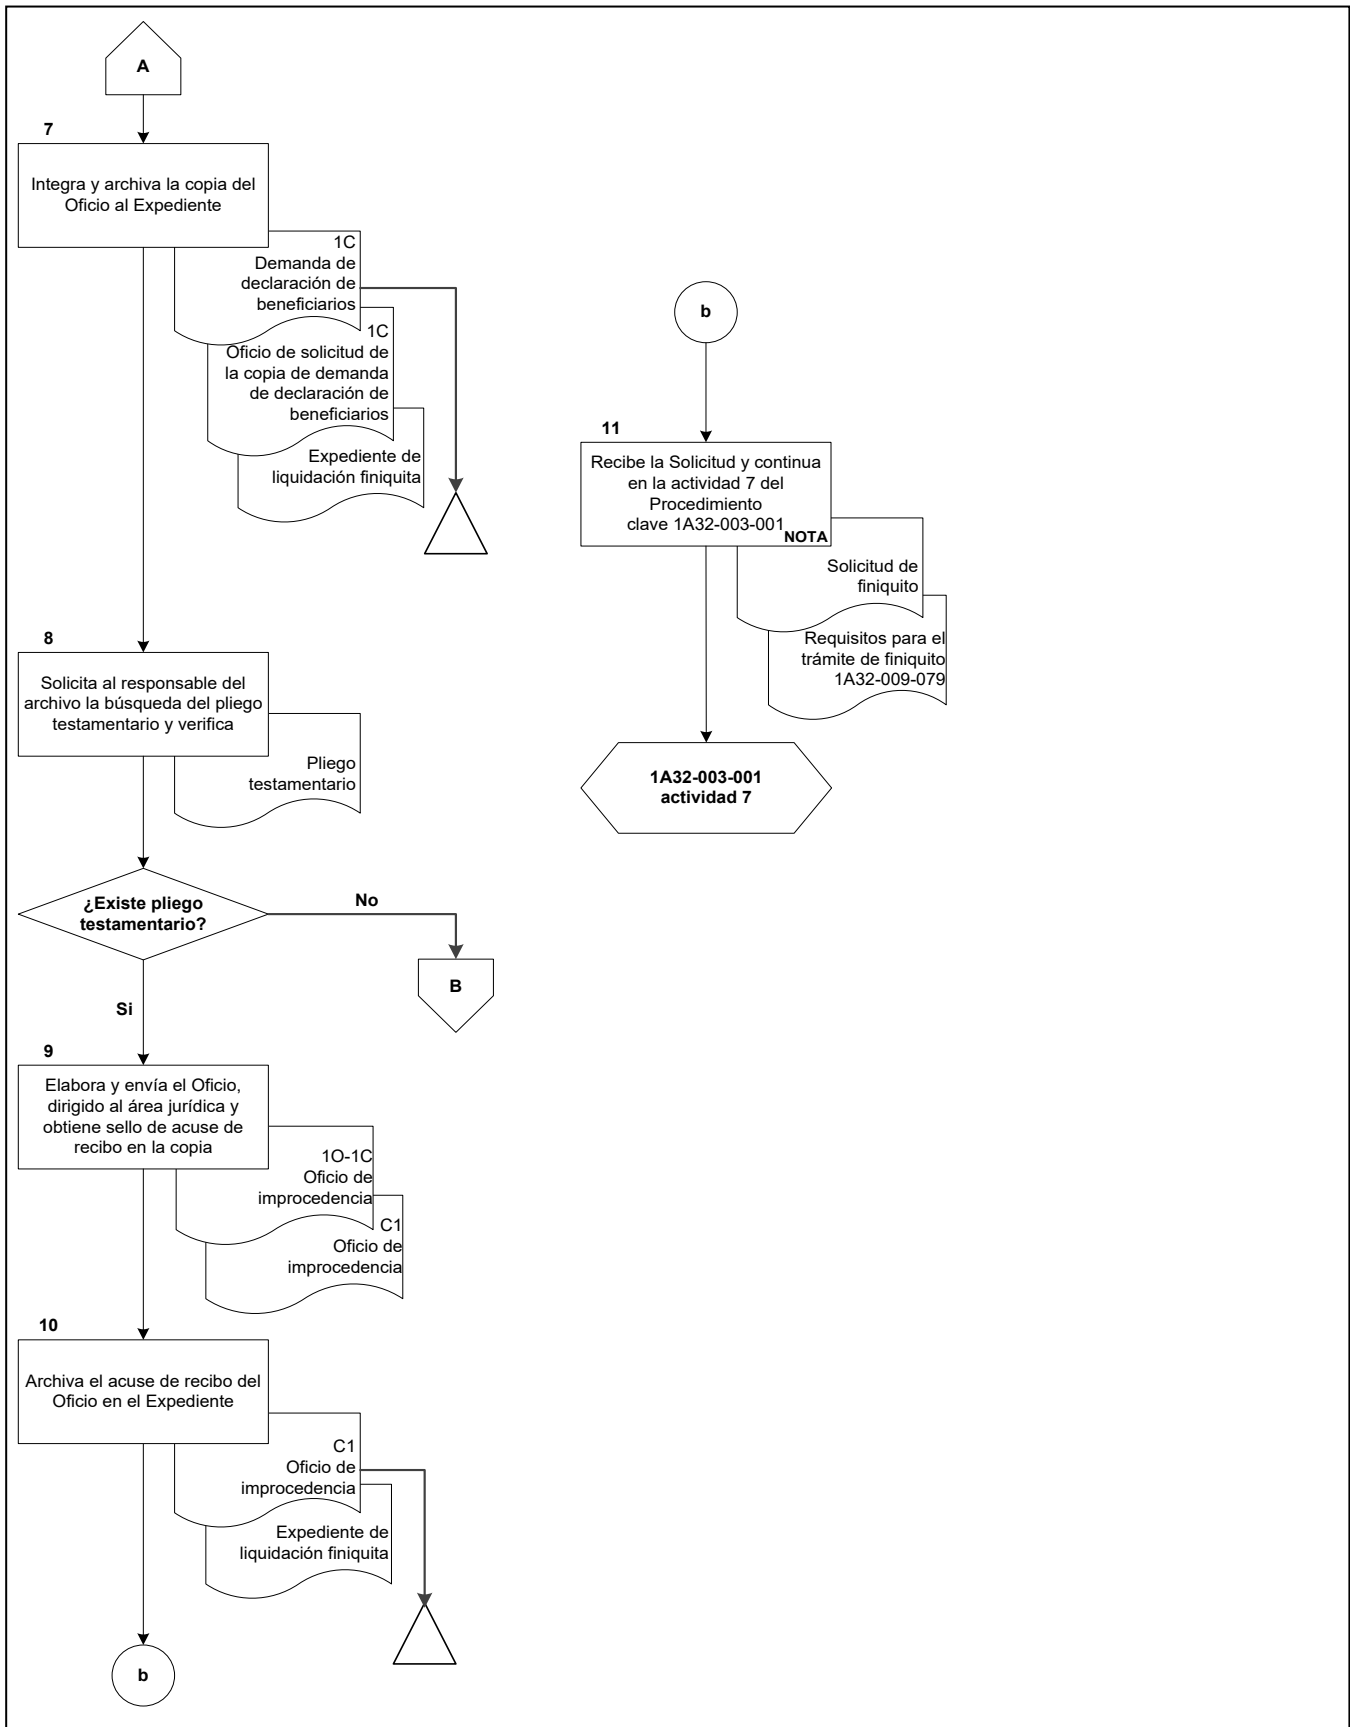 A
7
Integra y archiva la copia del
Oficio al Expediente
1C
Demanda de
declaración de
beneficiarios
1C
Oficio de solicitud de
la copia de demanda
de declaración de
beneficiarios
Expediente de
liquidación finiquita
8
Solicita al responsable del
archivo la búsqueda del pliego
testamentario y verifica
Pliego
testamentario
¿Existe pliego
testamentario?
No
B
Si
9
Elabora y envía el Oficio,
dirigido al área jurídica y
obtiene sello de acuse de
recibo en la copia
1O-1C
Oficio de
improcedencia
C1
Oficio de
improcedencia
10
Archiva el acuse de recibo del
Oficio en el Expediente
C1
Oficio de
improcedencia
Expediente de
liquidación finiquita
b
b
11
Recibe la Solicitud y continua
en la actividad 7 del
Procedimiento
clave 1A32-003-001
NOTA
Solicitud de
finiquito
Requisitos para el
trámite de finiquito
1A32-009-079
1A32-003-001
actividad 7